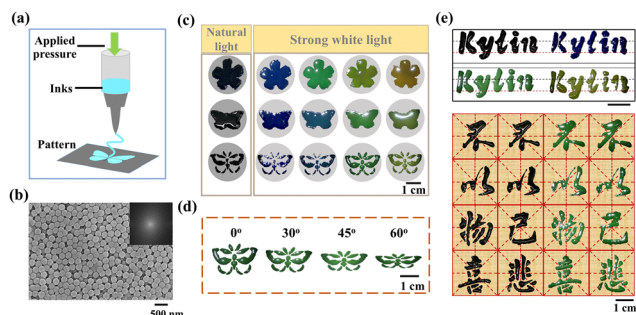 (a)
Applied
pressure
Inks
Pattern
(b)
500 nm
(c)
Natural
light
Strong white light
1 cm
(d)
0° 30° 45° 60°
1 cm
(e)
Kylin Kylin
Kylin Kylin
不 不 不 不
以 以 以 以
物 己 物 己
喜 悲 喜 悲
1 cm